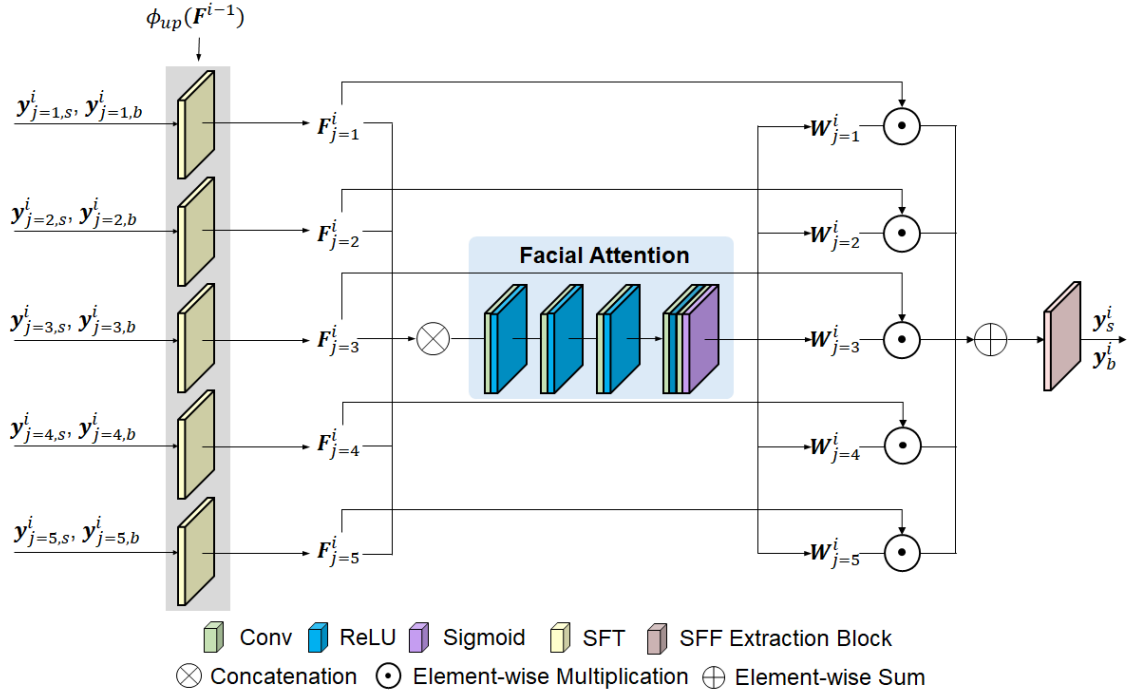 ϕ_up(F^{i−1})
y^i_{j=1,s}, y^i_{j=1,b}
F^i_{j=1}
W^i_{j=1}
y^i_{j=2,s}, y^i_{j=2,b}
F^i_{j=2}
W^i_{j=2}
Facial Attention
y^i_{j=3,s}, y^i_{j=3,b}
F^i_{j=3}
W^i_{j=3}
y^i_s
y^i_b
y^i_{j=4,s}, y^i_{j=4,b}
F^i_{j=4}
W^i_{j=4}
y^i_{j=5,s}, y^i_{j=5,b}
F^i_{j=5}
W^i_{j=5}
Conv ReLU Sigmoid SFT SFF Extraction Block
Concatenation Element-wise Multiplication Element-wise Sum